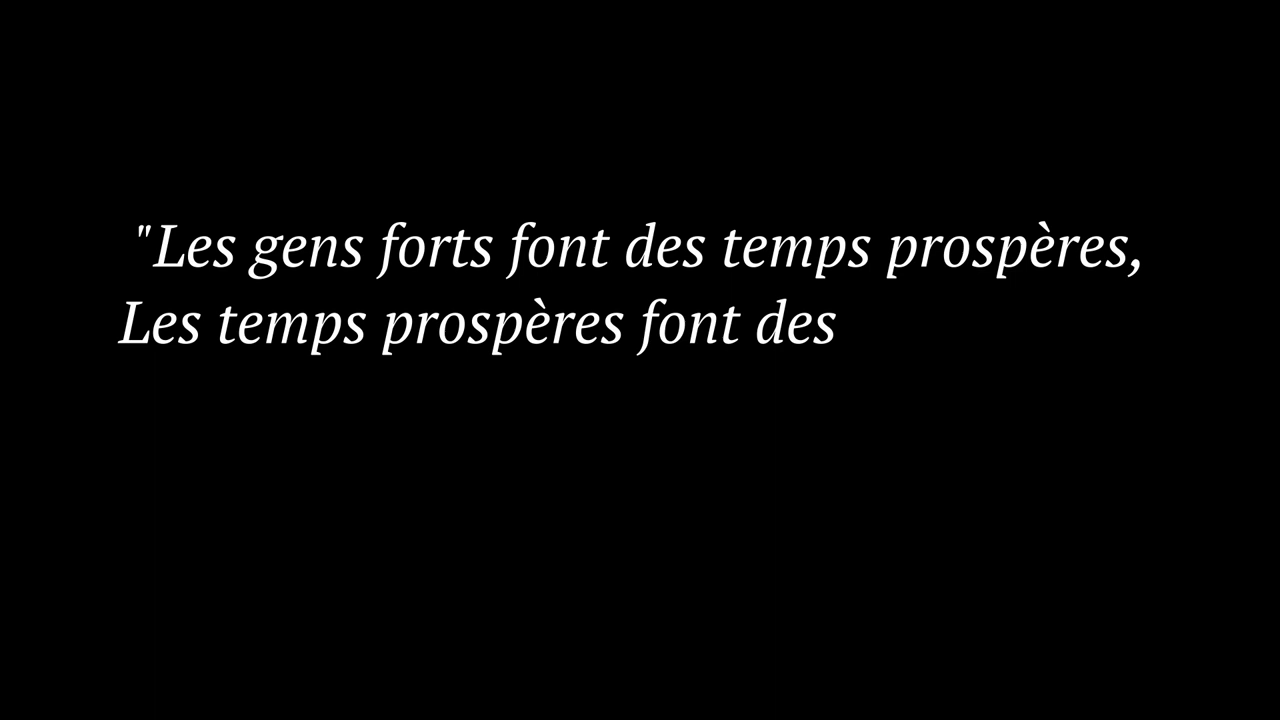 "Les gens forts font des temps prospères,
Les temps prospères font des